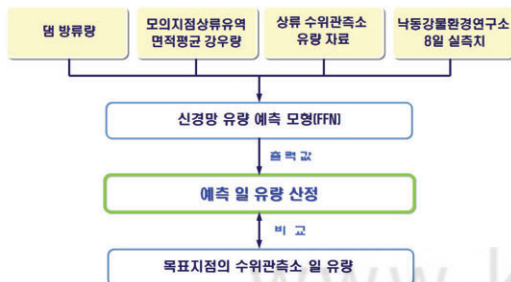 댐 방류량
모의지점상류유역
면적평균 강우량
상류 수위관측소
유량 자료
낙동강물환경연구소
8일 실측치
신경망 유량 예측 모형(FFN)
출력값
예측 일 유량 산정
비 교
목표지점의 수위관측소 일 유량